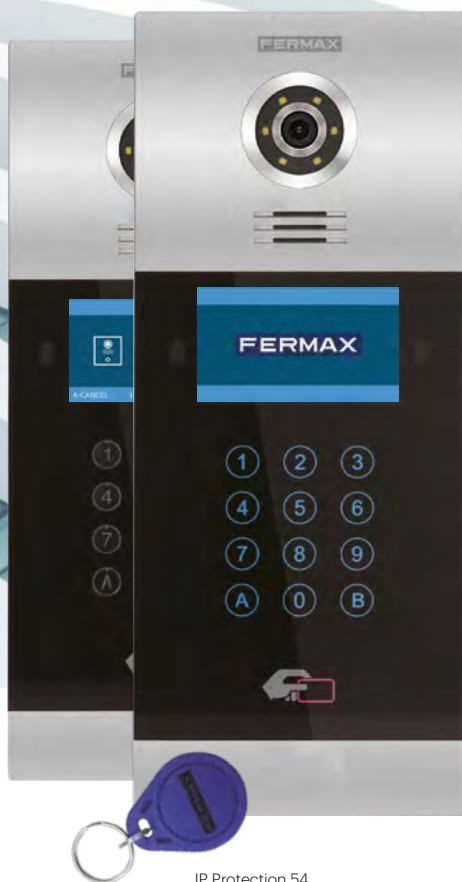 FERMAX
F
FERMAX
A-CANCEL
1 2 3
1
4 5 6
4
7 8 9
7
A 0 B
A
FERMAX
IP Protection 54